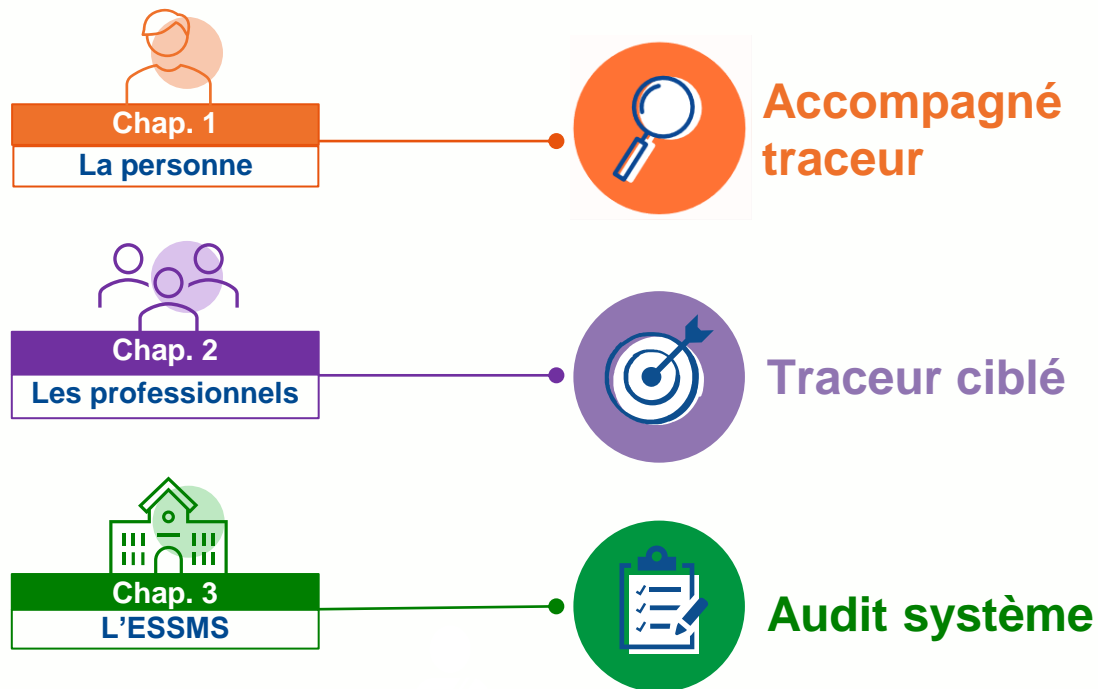 Chap. 1
La personne
Accompagné
traceur
Chap. 2
Les professionnels
Traceur ciblé
Chap. 3
L’ESSMS
Audit système